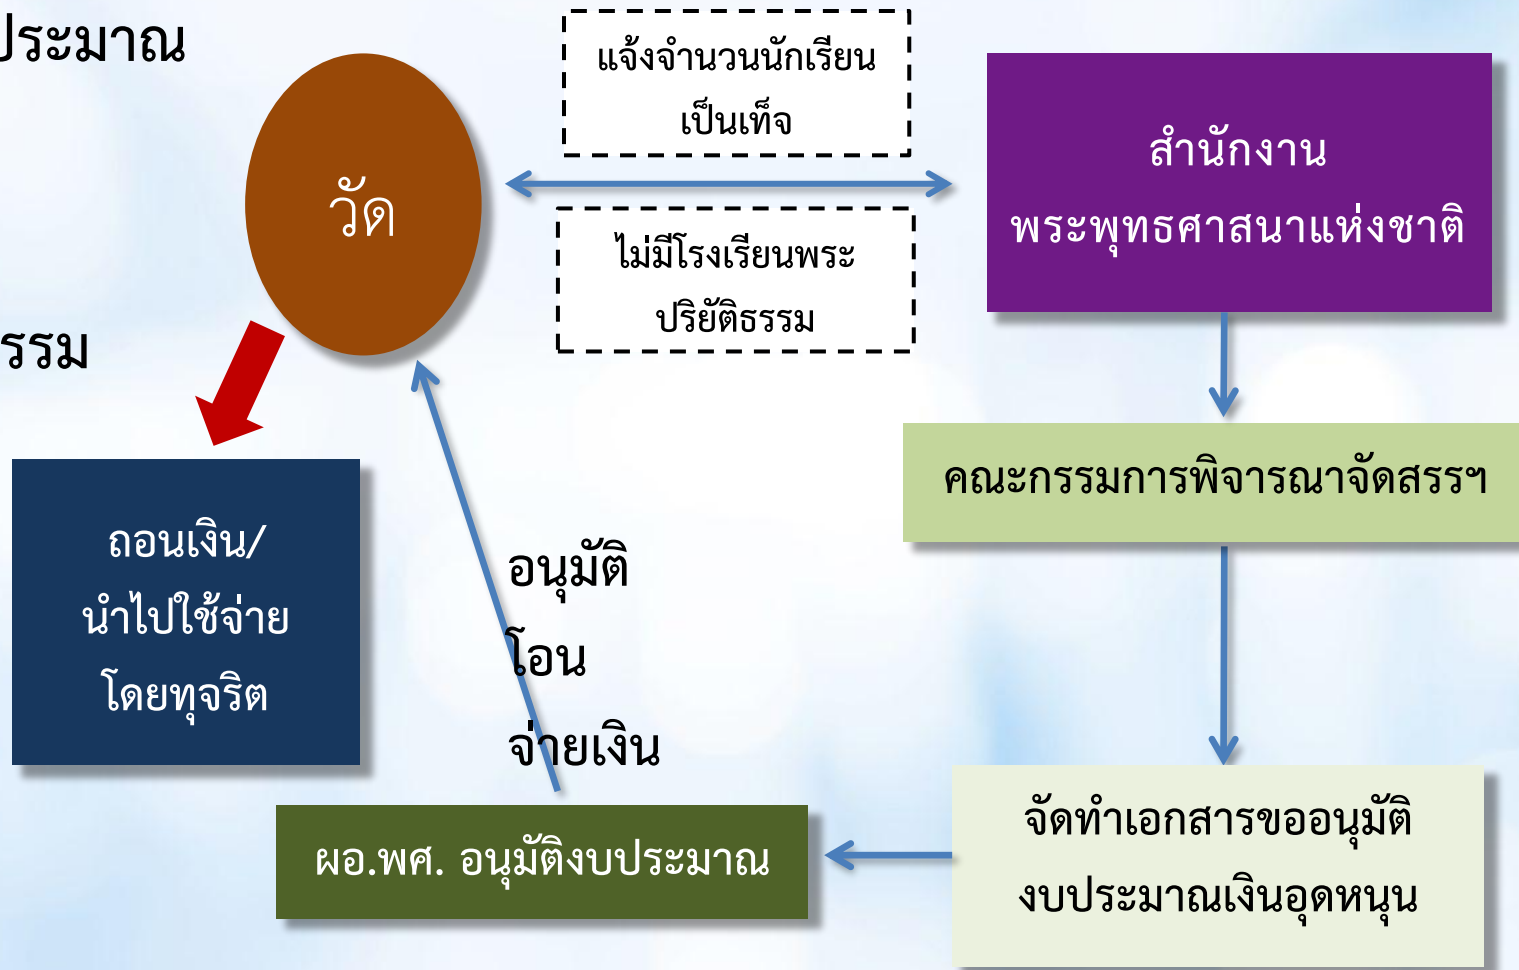 ประมาณ
แจ้งจำนวนนักเรียน
เป็นเท็จ
วัด
สำนักงาน
พระพุทธศาสนาแห่งชาติ
ไม่มีโรงเรียนพระ
ปริยัติธรรม
รรม
คณะกรรมการพิจารณาจัดสรรฯ
ถอนเงิน/
นำไปใช้จ่าย
โดยทุจริต
อนุมัติ
โอน
จ่ายเงิน
จัดทำเอกสารขออนุมัติ
งบประมาณเงินอุดหนุน
ผอ.พศ. อนุมัติงบประมาณ